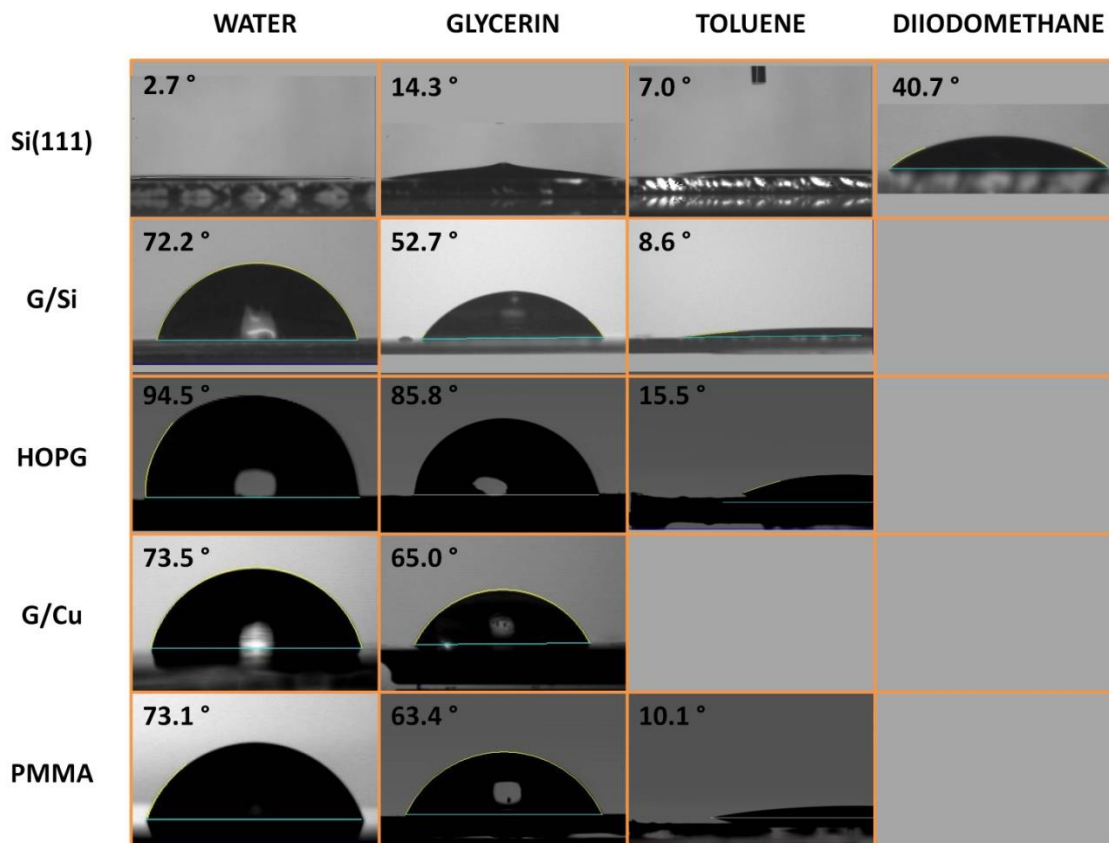 WATER GLYCERIN TOLUENE DIIODOMETHANE
Si(111) 2.7 ° 14.3 ° 7.0 ° 40.7 °
G/Si 72.2 ° 52.7 ° 8.6 °
HOPG 94.5 ° 85.8 ° 15.5 °
G/Cu 73.5 ° 65.0 °
PMMA 73.1 ° 63.4 ° 10.1 °